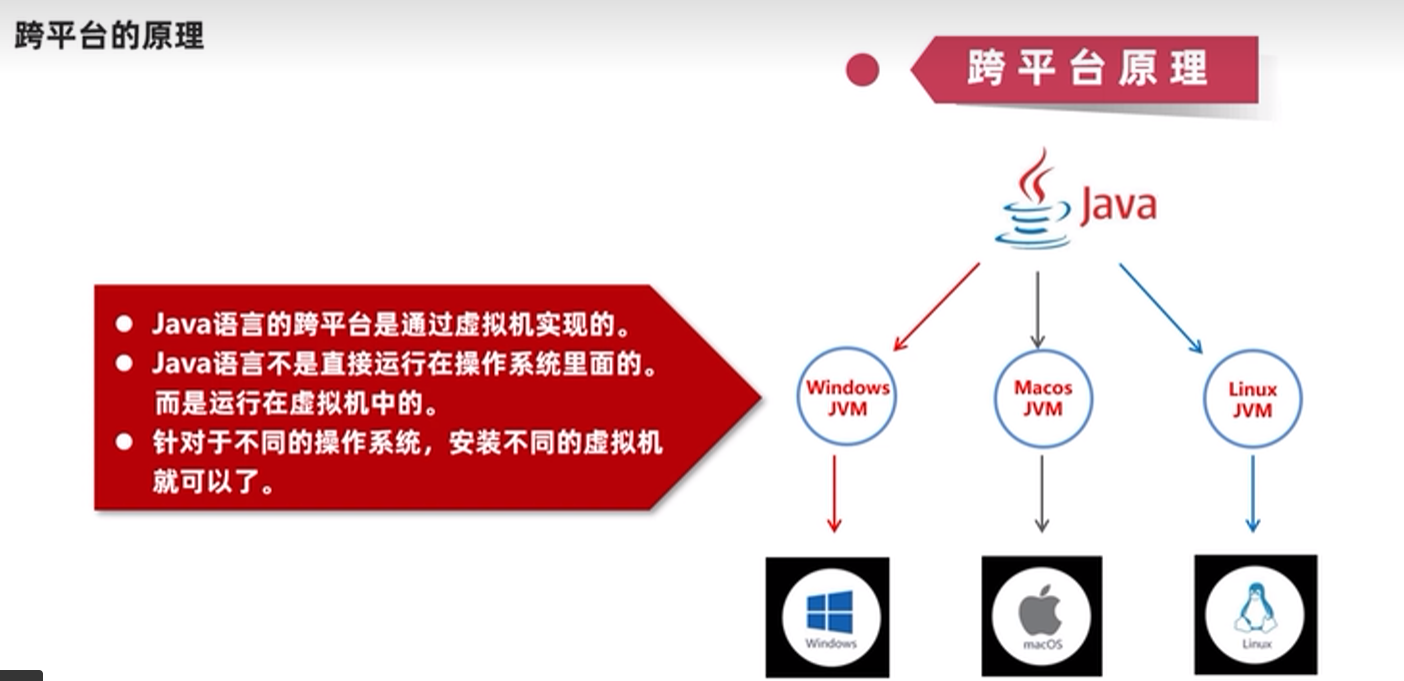 跨平台的原理
跨平台原理
Java
Java语言的跨平台是通过虚拟机实现的。
Java语言不是直接运行在操作系统里面的。
而是运行在虚拟机中的。
针对于不同的操作系统，安装不同的虚拟机
就可以了。
Windows
JVM
Macos
JVM
Linux
JVM
Windows
macOS
Linux